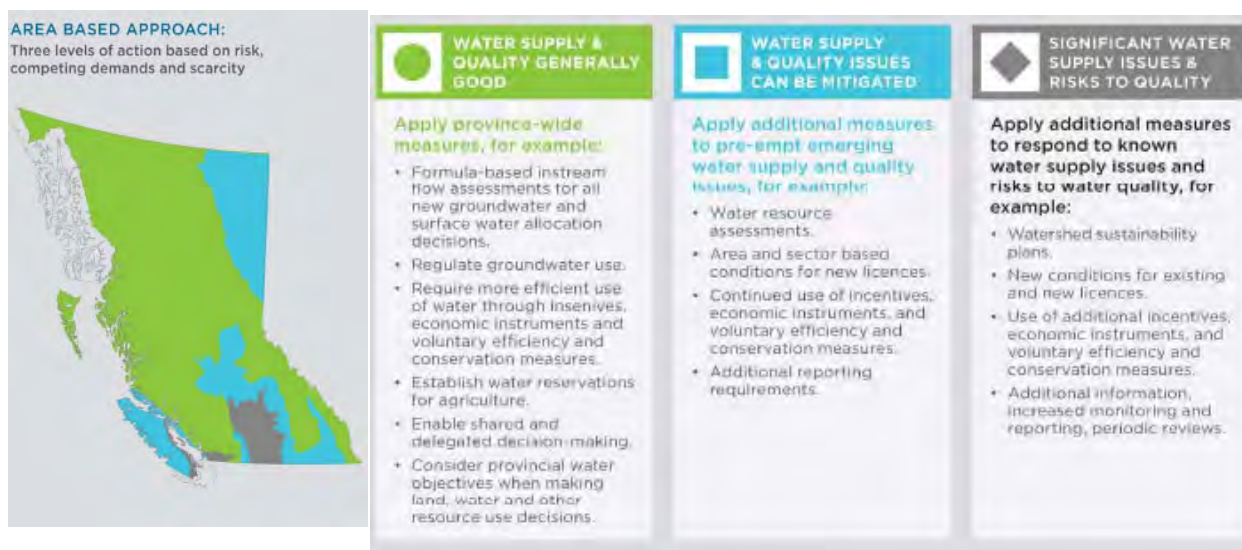 AREA BASED APPROACH:
Three levels of action based on risk,
competing demands and scarcity
WATER SUPPLY &
QUALITY GENERALLY
GOOD
Apply province-wide
measures, for example:
• Formula-based instream
flow assessments for all
new groundwater and
surface water allocation
decisions.
• Regulate groundwater use.
• Require more efficient use
of water through insenives,
economic instruments and
voluntary efficiency and
conservation measures.
• Establish water reservations
for agriculture.
• Enable shared and
delegated decision-making.
• Consider provincial water
objectives when making
land, water and other
resource use decisions.
WATER SUPPLY
& QUALITY ISSUES
CAN BE MITIGATED
Apply additional measures
to pre-empt emerging
water supply and quality
issues, for example:
• Water resource
assessments.
• Area and sector based
conditions for new licences.
• Continued use of incentives,
economic instruments, and
voluntary efficiency and
conservation measures.
• Additional reporting
requirements.
SIGNIFICANT WATER
SUPPLY ISSUES &
RISKS TO QUALITY
Apply additional measures
to respond to known
water supply issues and
risks to water quality, for
example:
• Watershed sustainability
plans.
• New conditions for existing
and new licences.
• Use of additional incentives,
economic instruments, and
voluntary efficiency and
conservation measures.
• Additional information,
increased monitoring and
reporting, periodic reviews.